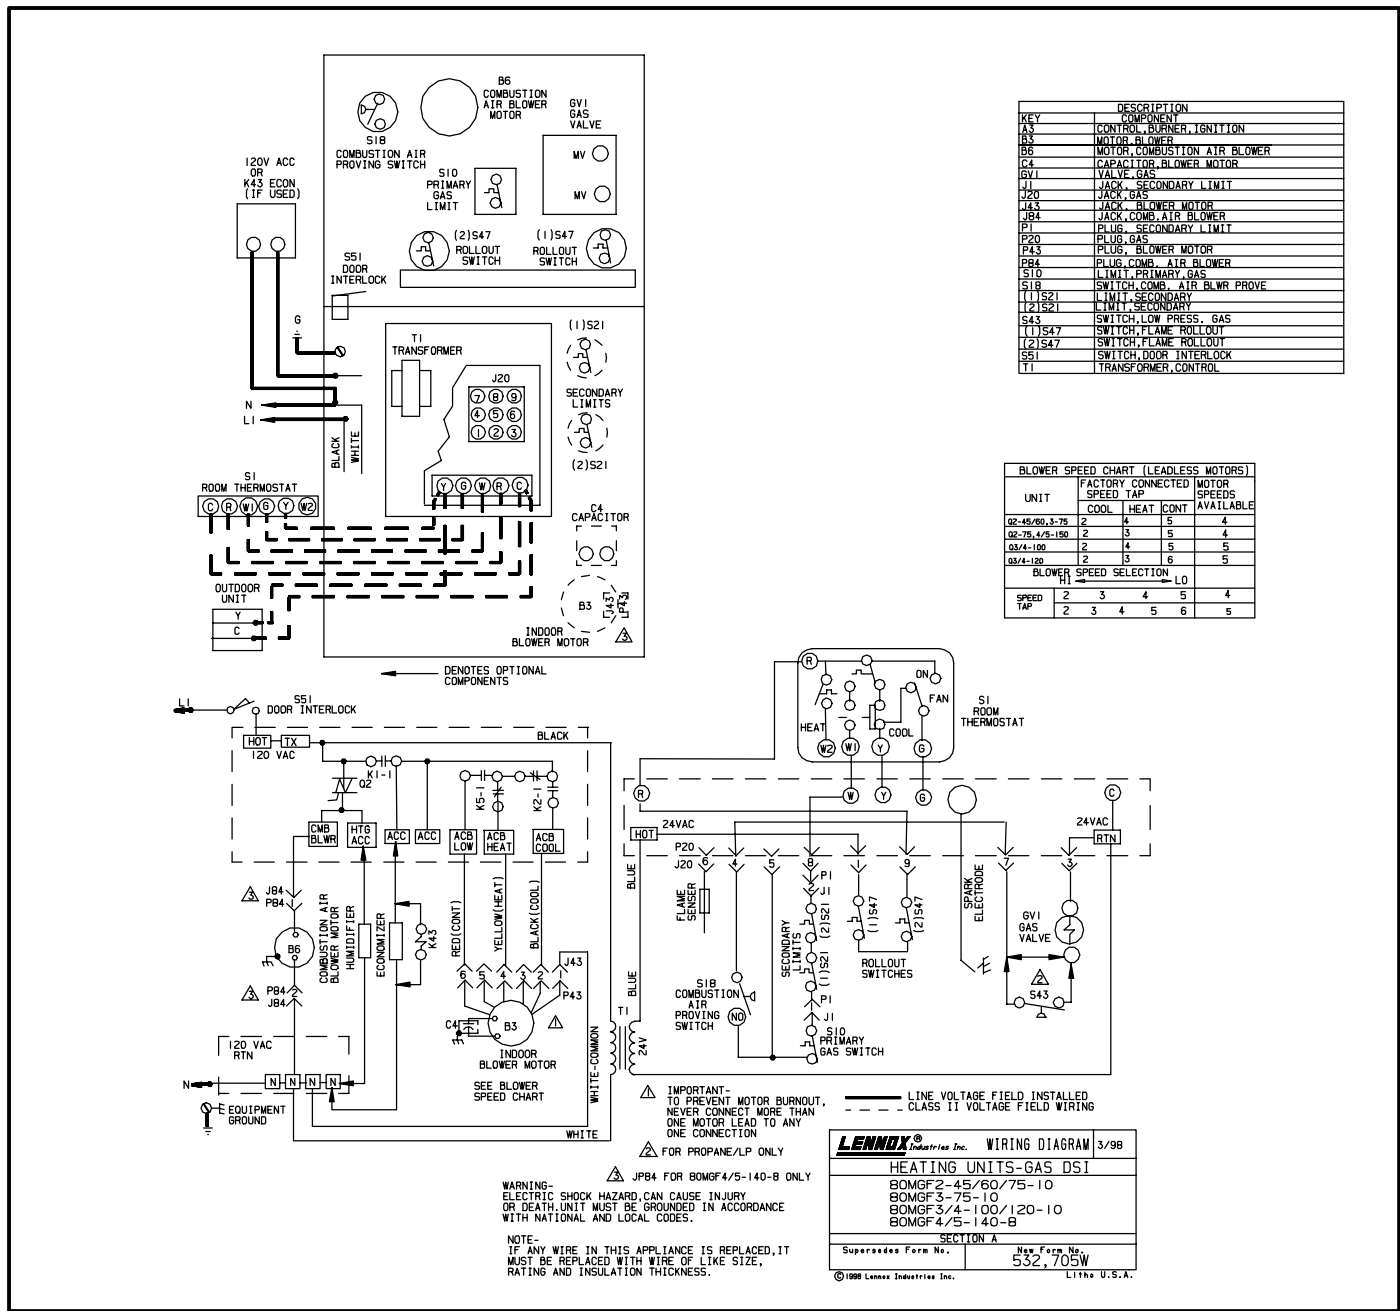 B6
COMBUSTION
AIR BLOWER
MOTOR
GV1
GAS
VALVE
S18
COMBUSTION AIR
PROVING SWITCH
MV
MV
S10
PRIMARY
GAS
LIMIT
120V ACC
OR
K43 ECON
(IF USED)
(2)S47
ROLLOUT
SWITCH
(1)S47
ROLLOUT
SWITCH
S51
DOOR
INTERLOCK
G
T1
TRANSFORMER
J20
7 8 9
4 5 6
1 2 3
(1)S21
SECONDARY
LIMITS
(2)S21
N
L1
BLACK
WHITE
S1
ROOM THERMOSTAT
C R W1 G Y W2
Y G W R C
C4
CAPACITOR
OUTDOOR
UNIT
Y
C
B3
J43
P43
INDOOR
BLOWER MOTOR
3
DENOTES OPTIONAL
COMPONENTS
DESCRIPTION
KEY COMPONENT
A3 CONTROL,BURNER,IGNITION
B3 MOTOR,BLOWER
B6 MOTOR,COMBUSTION AIR BLOWER
C4 CAPACITOR,BLOWER MOTOR
GV1 VALVE,GAS
J1 JACK, SECONDARY LIMIT
J20 JACK,GAS
J43 JACK, BLOWER MOTOR
J84 JACK,COMB.AIR BLOWER
P1 PLUG, SECONDARY LIMIT
P20 PLUG,GAS
P43 PLUG, BLOWER MOTOR
P84 PLUG,COMB. AIR BLOWER
S10 LIMIT,PRIMARY,GAS
S18 SWITCH,COMB. AIR BLWR PROVE
(1)S21 LIMIT,SECONDARY
(2)S21 LIMIT,SECONDARY
S43 SWITCH,LOW PRESS. GAS
(1)S47 SWITCH,FLAME ROLLOUT
(2)S47 SWITCH,FLAME ROLLOUT
S51 SWITCH,DOOR INTERLOCK
T1 TRANSFORMER,CONTROL
BLOWER SPEED CHART (LEADLESS MOTORS)
UNIT
FACTORY CONNECTED
SPEED TAP
MOTOR
SPEEDS
AVAILABLE
COOL HEAT CONT
Q2-45/60,3-75 2 4 5 4
Q2-75,4/5-150 2 3 5 4
Q3/4-100 2 4 5 5
Q3/4-120 2 3 6 5
BLOWER SPEED SELECTION
HI LO
SPEED
TAP
2 3 4 5 4
2 3 4 5 6 5
L1
S51
DOOR INTERLOCK
HOT TX
120 VAC
BLACK
K1-1
Q2
K5-1
K2-1
CMB
BLWR
HTG
ACC
ACC
ACC
ACB
LOW
ACB
HEAT
ACB
COOL
3
J84
P84
1
B6
COMBUSTION AIR
BLOWER MOTOR
HUMIDIFIER
ECONOMIZER
K43
3
P84
J84
2
RED(CONT)
YELLOW(HEAT)
BLACK(COOL)
J43
6 5 4 3 2 1
P43
C4
B3
1
INDOOR
BLOWER MOTOR
SEE BLOWER
SPEED CHART
WHITE-COMMON
T1
24V
120 VAC
RTN
N
N N N N
EQUIPMENT
GROUND
WHITE
R
HEAT
ON
FAN
COOL
W2 W1 Y G
S1
ROOM
THERMOSTAT
R W Y G C
HOT
24VAC
24VAC
RTN
BLUE
BLUE
P20
J20
6 4 5 8 1 9 7 3
FLAME
SENSER
P1
2
J1
(2)S21
(1)S21
SECONDARY
LIMITS
P1
1
J1
(1)S47
(2)S47
ROLLOUT
SWITCHES
SPARK
ELECTRODE
GV1
GAS
VALVE
2
S43
S18
COMBUSTION
AIR
PROVING
SWITCH
NO
S10
PRIMARY
GAS SWITCH
1 IMPORTANT-
TO PREVENT MOTOR BURNOUT,
NEVER CONNECT MORE THAN
ONE MOTOR LEAD TO ANY
ONE CONNECTION
2 FOR PROPANE/LP ONLY
3 JP84 FOR 80MGF4/5-140-8 ONLY
LINE VOLTAGE FIELD INSTALLED
CLASS II VOLTAGE FIELD WIRING
WARNING-
ELECTRIC SHOCK HAZARD,CAN CAUSE INJURY
OR DEATH.UNIT MUST BE GROUNDED IN ACCORDANCE
WITH NATIONAL AND LOCAL CODES.
NOTE-
IF ANY WIRE IN THIS APPLIANCE IS REPLACED,IT
MUST BE REPLACED WITH WIRE OF LIKE SIZE,
RATING AND INSULATION THICKNESS.
LENNOX® Industries Inc. WIRING DIAGRAM 3/98
HEATING UNITS-GAS DSI
80MGF2-45/60/75-10
80MGF3-75-10
80MGF3/4-100/120-10
80MGF4/5-140-8
SECTION A
Supersedes Form No.
New Form No.
532,705W
© 1998 Lennox Industries Inc.
Litho U.S.A.